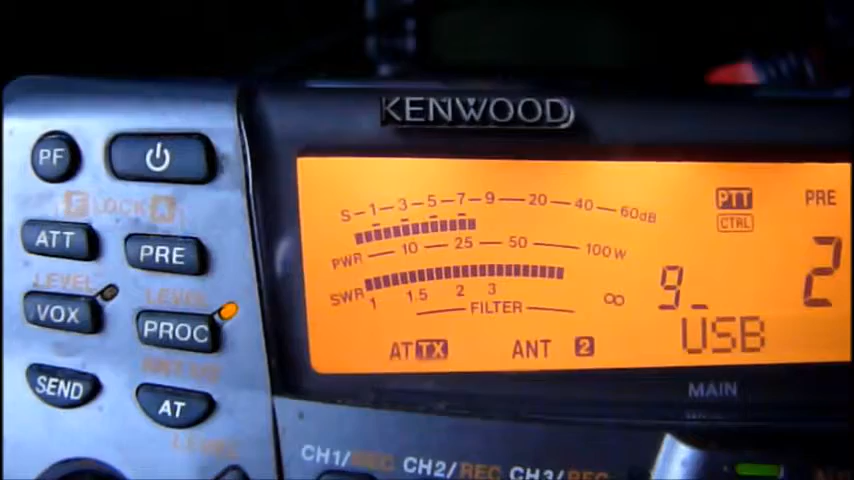 KENWOOD
PF
F LOCK A
S 1 3 5 7 9 20 40 60dB
PTT
PRE
CTRL
ATT
PRE
PWR 10 25 50 100W
LEVEL
LEVEL
SWR 1 1.5 2 3 ∞
FILTER
9_
2
VOX
PROC
USB
AT TX
ANT 2
SEND
AT
MAIN
LEVEL
CH1/REC CH2/REC CH3/REC